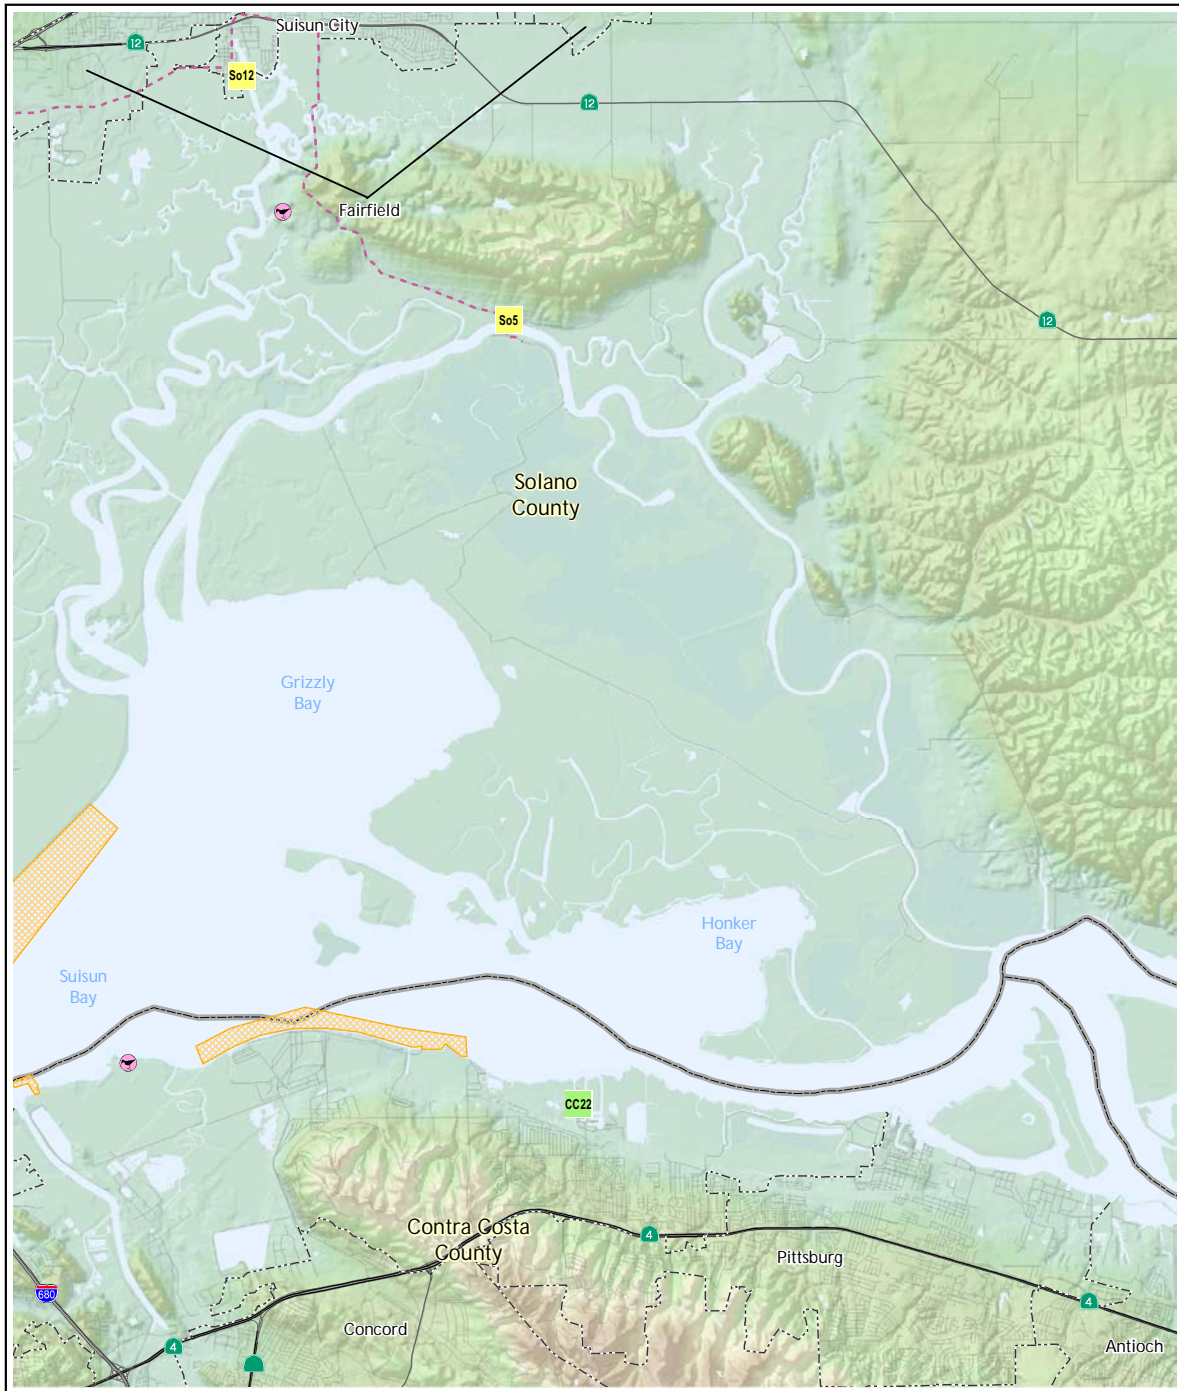 Suisun City
12
So12
12
Fairfield
So5
12
Solano
County
Grizzly
Bay
Honker
Bay
Suisun
Bay
CC22
Contra Costa
County
4
Pittsburg
680
4
Concord
4
Antioch